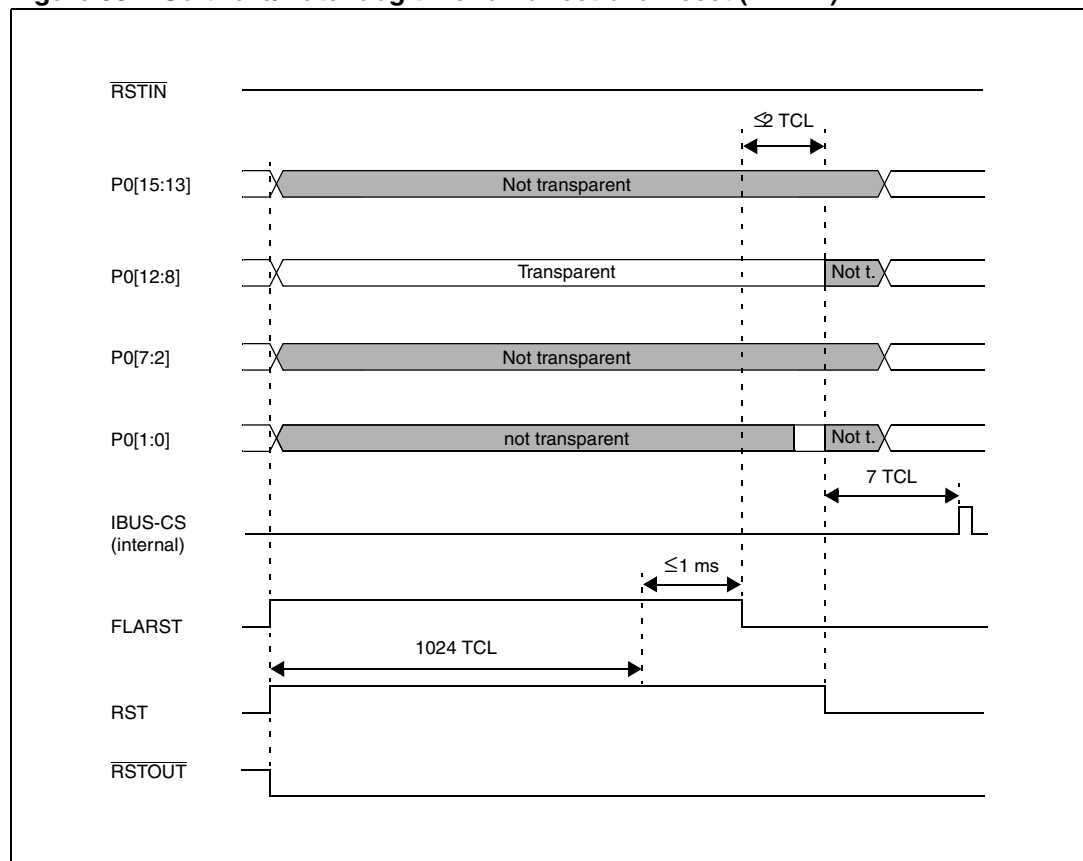 RSTIN
≤2 TCL
P0[15:13]
Not transparent
P0[12:8]
Transparent
Not t.
P0[7:2]
Not transparent
P0[1:0]
not transparent
Not t.
7 TCL
IBUS-CS
(internal)
≤1 ms
FLARST
1024 TCL
RST
RSTOUT